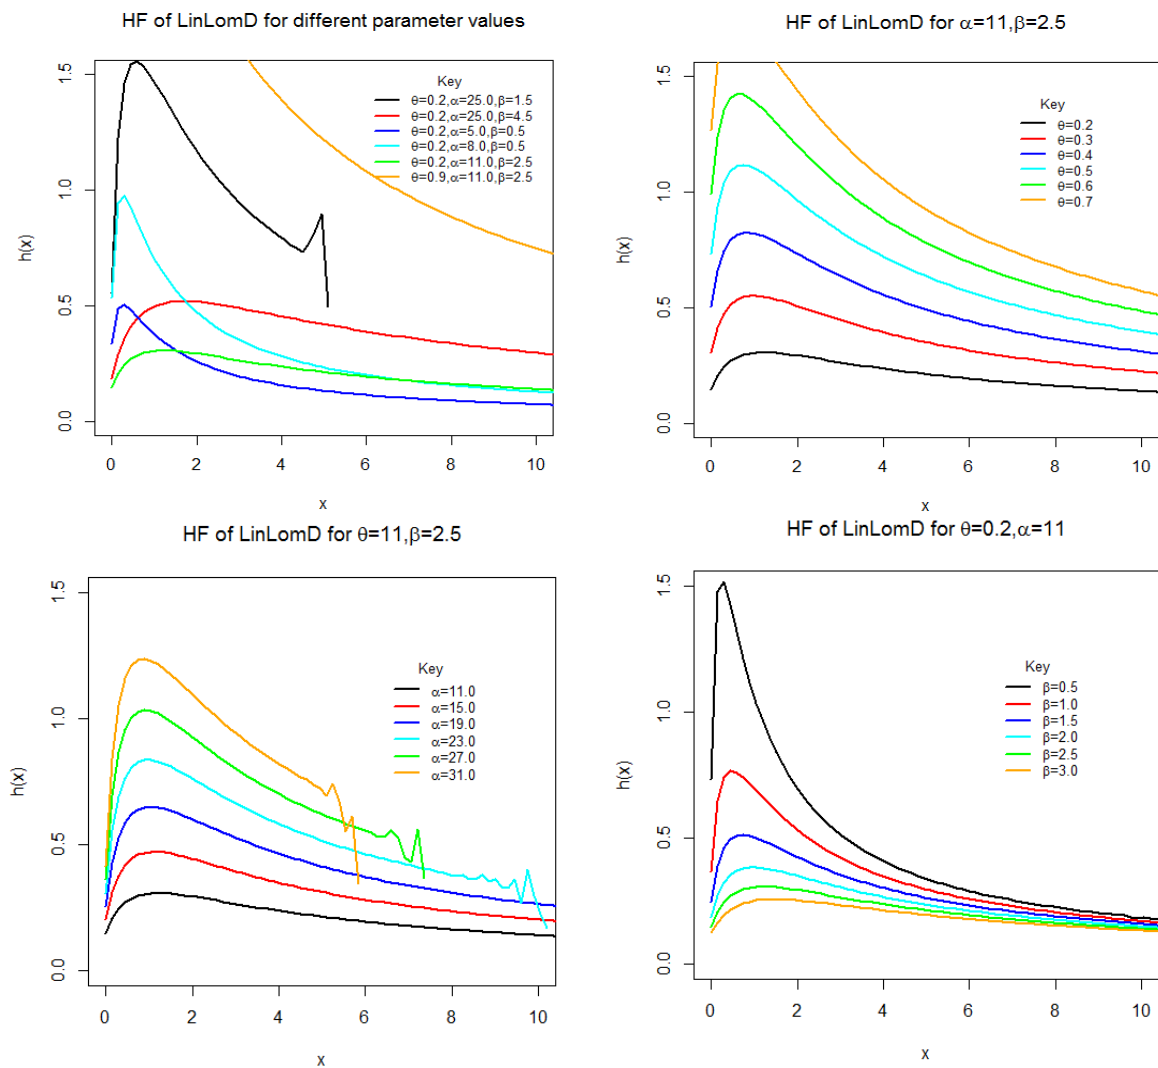 HF of LinLomD for different parameter values
h(x)
1.5
1.0
0.5
0.0
Key
θ=0.2,α=25.0,β=1.5
θ=0.2,α=25.0,β=4.5
θ=0.2,α=5.0,β=0.5
θ=0.2,α=8.0,β=0.5
θ=0.2,α=11.0,β=2.5
θ=0.9,α=11.0,β=2.5
0 2 4 6 8 10
x
HF of LinLomD for α=11,β=2.5
h(x)
1.5
1.0
0.5
0.0
Key
θ=0.2
θ=0.3
θ=0.4
θ=0.5
θ=0.6
θ=0.7
0 2 4 6 8 10
x
HF of LinLomD for θ=11,β=2.5
h(x)
1.5
1.0
0.5
0.0
Key
α=11.0
α=15.0
α=19.0
α=23.0
α=27.0
α=31.0
0 2 4 6 8 10
x
HF of LinLomD for θ=0.2,α=11
h(x)
1.5
1.0
0.5
0.0
Key
β=0.5
β=1.0
β=1.5
β=2.0
β=2.5
β=3.0
0 2 4 6 8 10
x